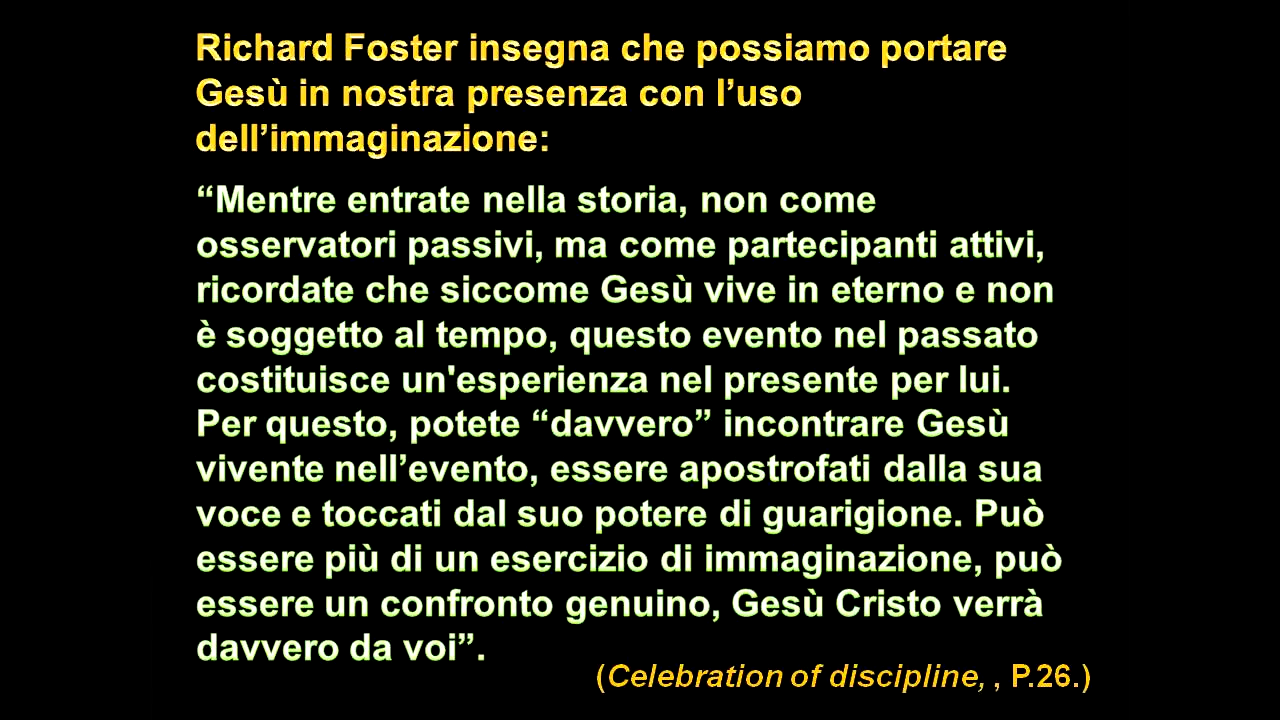 Richard Foster insegna che possiamo portare
Gesù in nostra presenza con l’uso
dell’immaginazione:
“Mentre entrate nella storia, non come
osservatori passivi, ma come partecipanti attivi,
ricordate che siccome Gesù vive in eterno e non
è soggetto al tempo, questo evento nel passato
costituisce un'esperienza nel presente per lui.
Per questo, potete “davvero” incontrare Gesù
vivente nell’evento, essere apostrofati dalla sua
voce e toccati dal suo potere di guarigione. Può
essere più di un esercizio di immaginazione, può
essere un confronto genuino, Gesù Cristo verrà
davvero da voi”.
(Celebration of discipline, , P.26.)